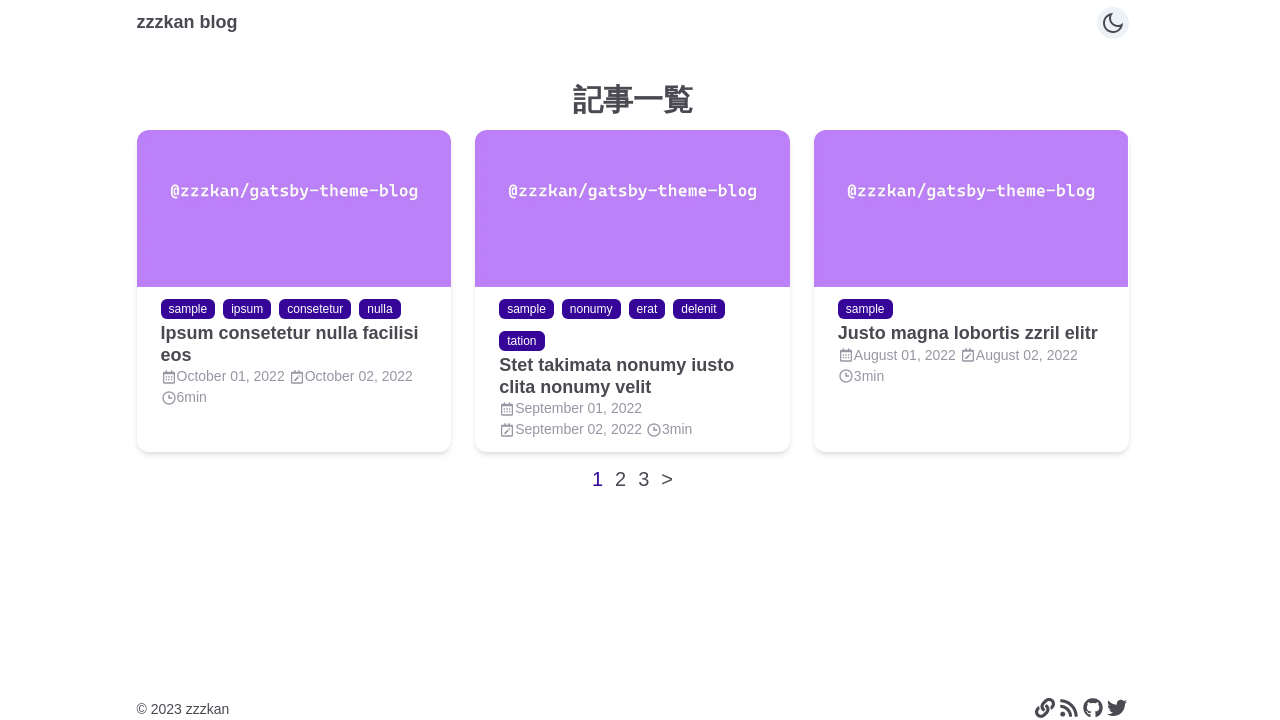 zzzkan blog
記事一覧
@zzzkan/gatsby-theme-blog
sample ipsum consetetur nulla
Ipsum consetetur nulla facilisi
eos
October 01, 2022 October 02, 2022
6min
@zzzkan/gatsby-theme-blog
sample nonumy erat delenit
tation
Stet takimata nonumy iusto
clita nonumy velit
September 01, 2022
September 02, 2022 3min
@zzzkan/gatsby-theme-blog
sample
Justo magna lobortis zzril elitr
August 01, 2022 August 02, 2022
3min
1 2 3 >
© 2023 zzzkan